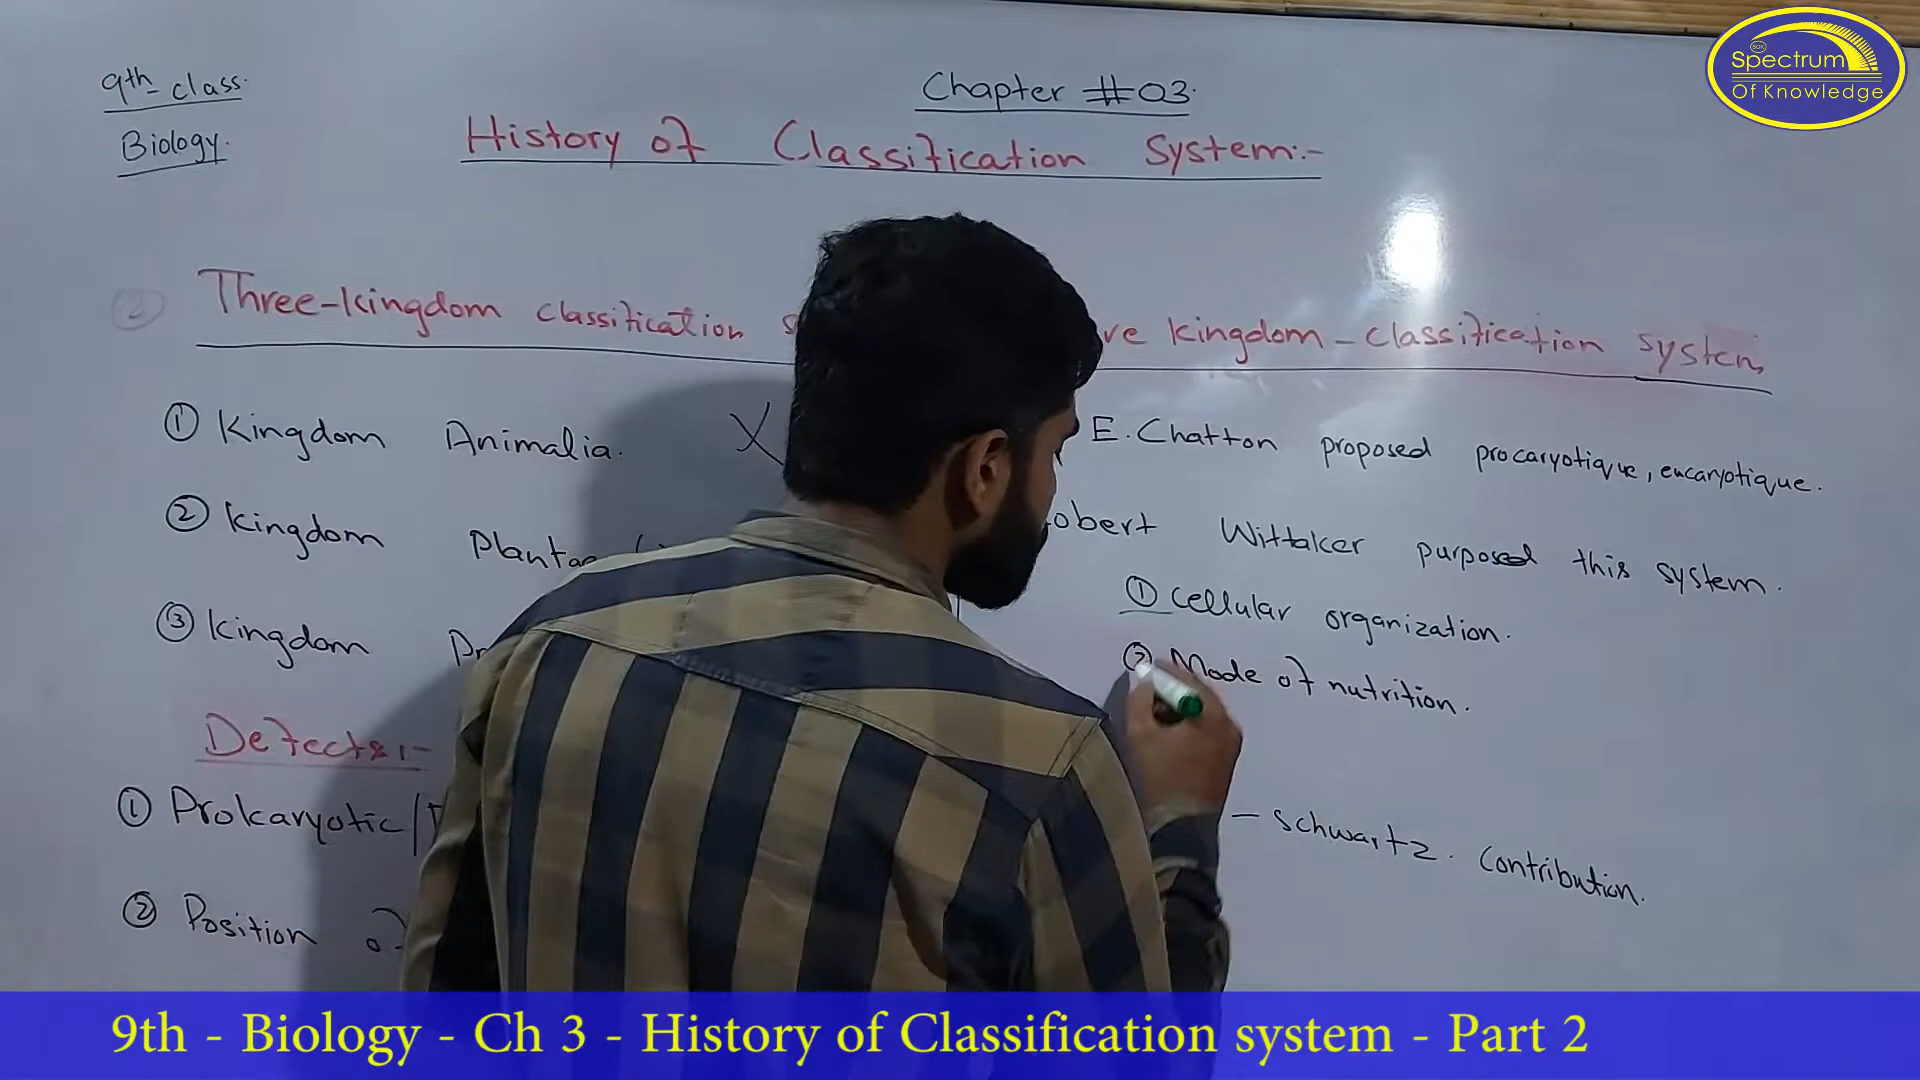 9th class.
Biology.
Chapter #03.
History of Classification System:-
SOK
Spectrum
Of Knowledge
② Three-kingdom classification
kingdom-classification system
① Kingdom Animalia. X
② Kingdom
③ Kingdom
Defects:-
① Prokaryotic/
② Position of
E. Chatton proposed procaryotique, eucaryotique.
Wittaker purposed this system.
① Cellular organization.
② Mode of nutrition.
— Schwartz. Contribution.
9th - Biology - Ch 3 - History of Classification system - Part 2